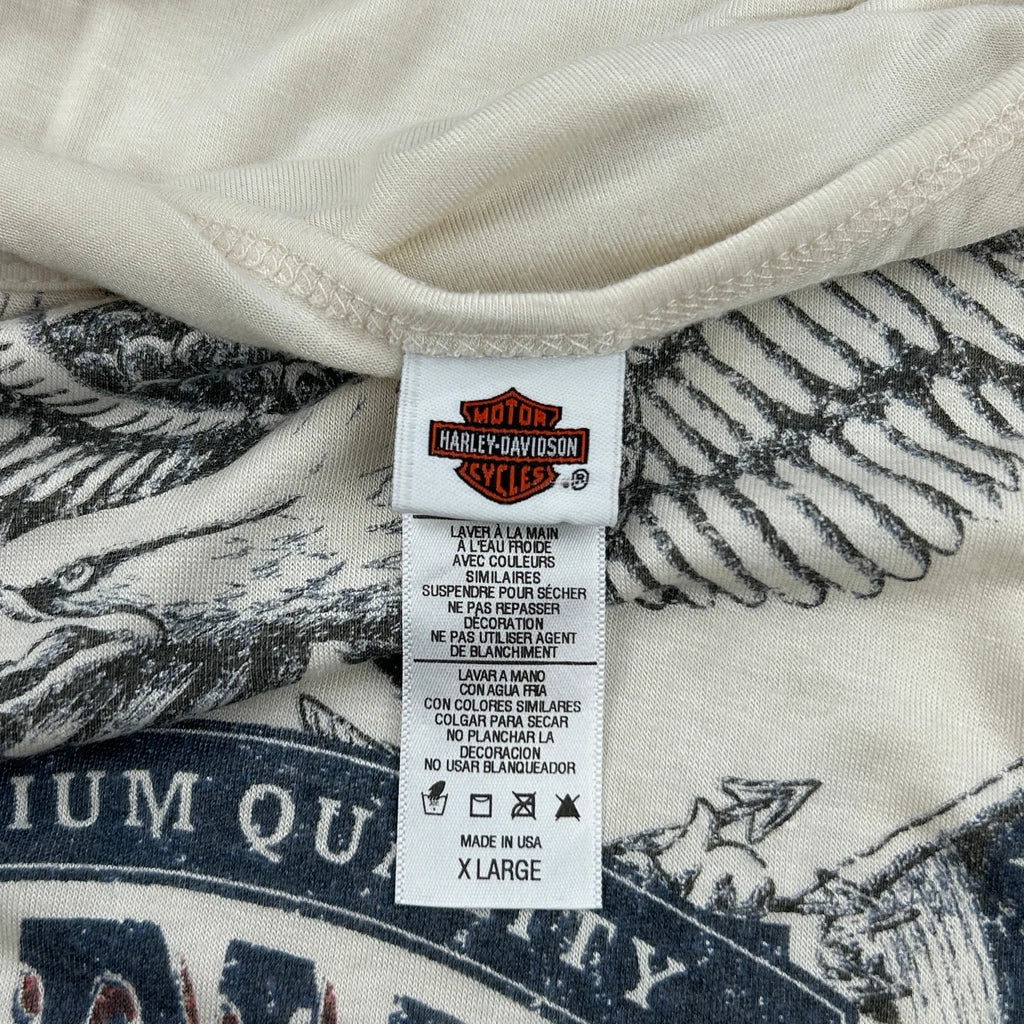 MOTOR
HARLEY-DAVIDSON
CYCLES
®
LAVER À LA MAIN
À L'EAU FROIDE
AVEC COULEURS
SIMILAIRES
SUSPENDRE POUR SÉCHER
NE PAS REPASSER
DÉCORATION
NE PAS UTILISER AGENT
DE BLANCHIMENT
LAVAR A MANO
CON AGUA FRIA
CON COLORES SIMILARES
COLGAR PARA SECAR
NO PLANCHAR LA
DECORACION
NO USAR BLANQUEADOR
MADE IN USA
X LARGE
IUM QU
ITY